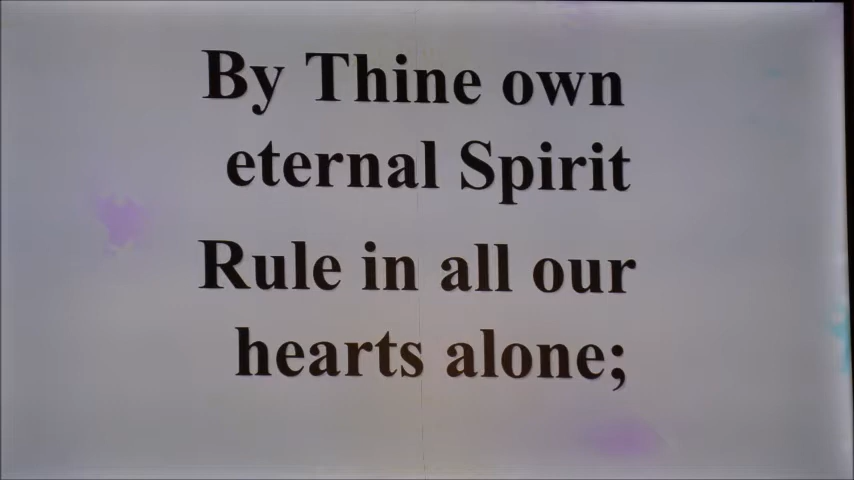 By Thine own
eternal Spirit
Rule in all our
hearts alone;